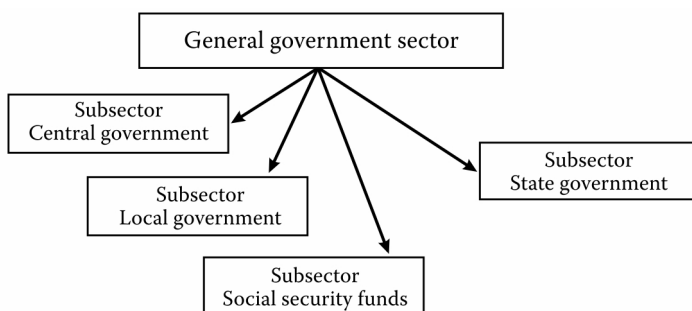 General government sector
Subsector
Central government
Subsector
State government
Subsector
Local government
Subsector
Social security funds